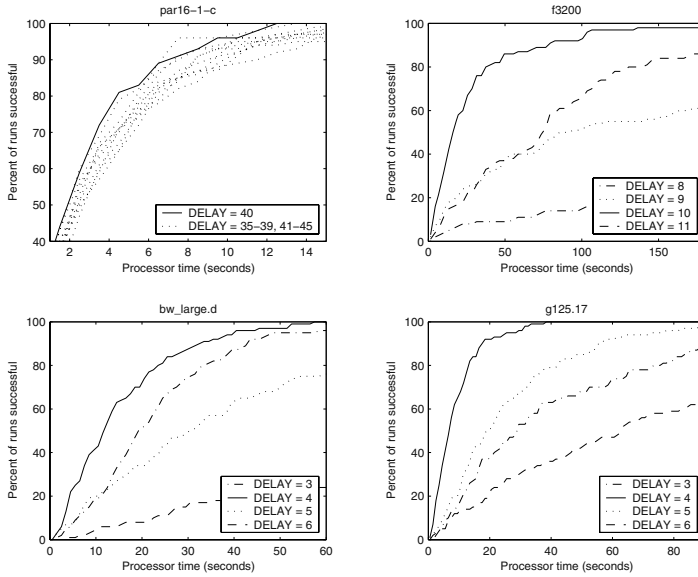 par16-1-c
Percent of runs successful
100
90
80
70
60
50
40
2 4 6 8 10 12 14
Processor time (seconds)
DELAY = 40
DELAY = 35-39, 41-45
f3200
Percent of runs successful
100
80
60
40
20
0
0 50 100 150
Processor time (seconds)
DELAY = 8
DELAY = 9
DELAY = 10
DELAY = 11
bw_large.d
Percent of runs successful
100
80
60
40
20
0
0 10 20 30 40 50 60
Processor time (seconds)
DELAY = 3
DELAY = 4
DELAY = 5
DELAY = 6
g125.17
Percent of runs successful
100
80
60
40
20
0
0 20 40 60 80
Processor time (seconds)
DELAY = 3
DELAY = 4
DELAY = 5
DELAY = 6